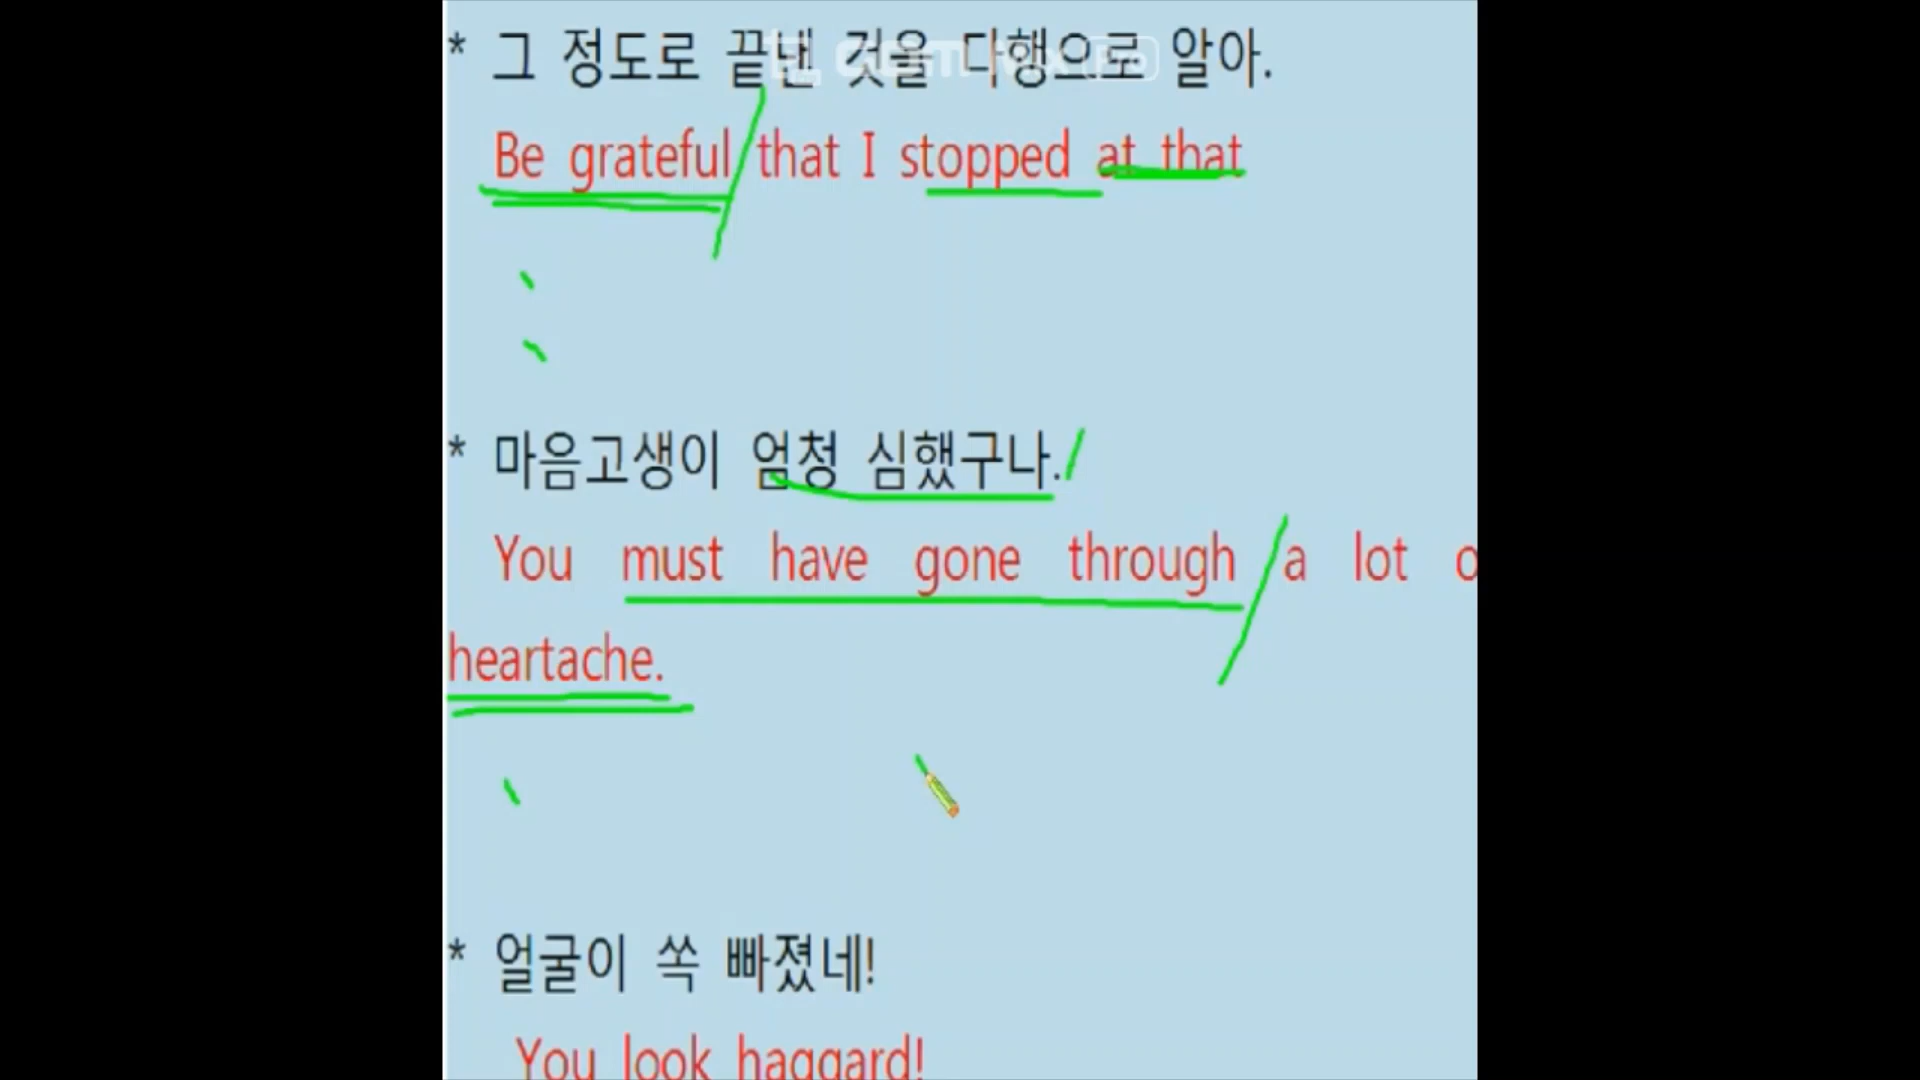 * 그 정도로 끝낸 것을 다행으로 알아.
Be grateful that I stopped at that
* 마음고생이 엄청 심했구나.
You must have gone through a lot o
heartache.
* 얼굴이 쏙 빠졌네!
You look haggard!